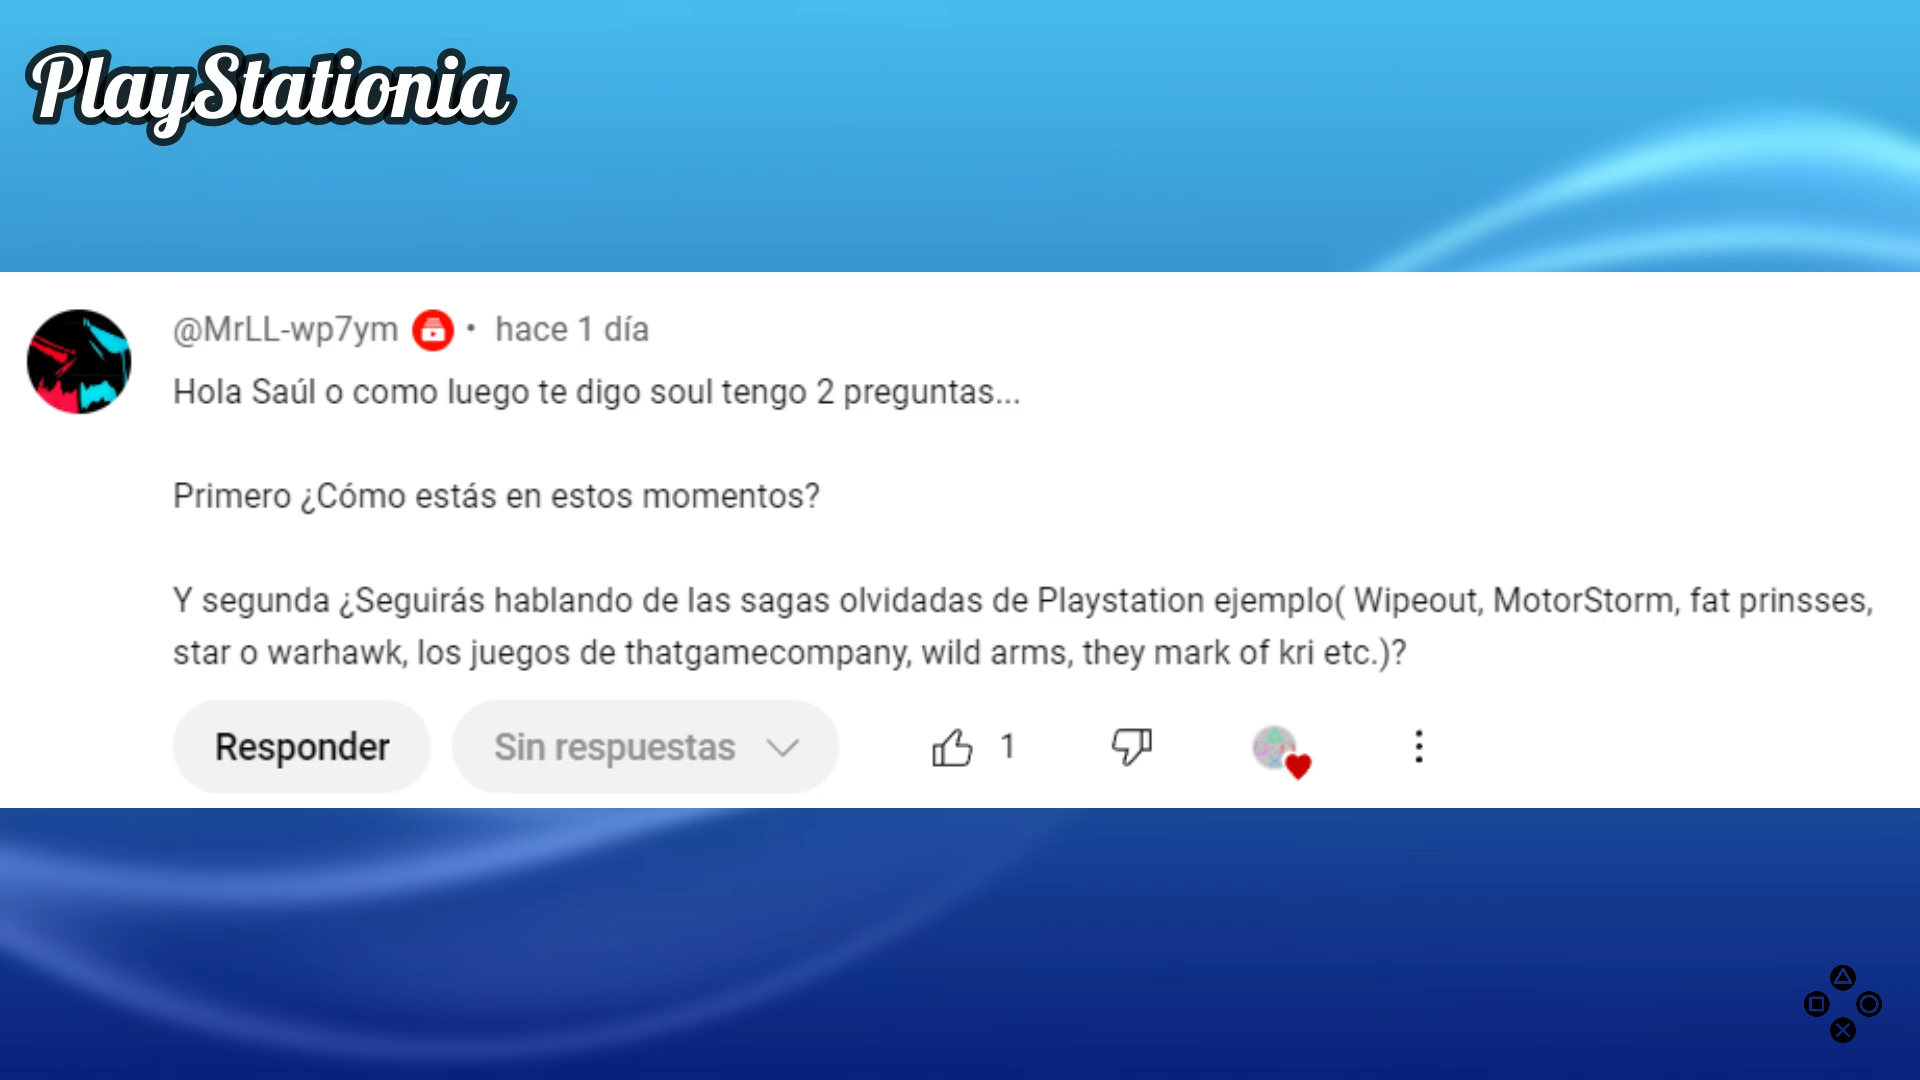 PlayStationia
@MrLL-wp7ym • hace 1 día
Hola Saúl o como luego te digo soul tengo 2 preguntas...
Primero ¿Cómo estás en estos momentos?
Y segunda ¿Seguirás hablando de las sagas olvidadas de Playstation ejemplo( Wipeout, MotorStorm, fat prinsses,
star o warhawk, los juegos de thatgamecompany, wild arms, they mark of kri etc.)?
Responder Sin respuestas 1